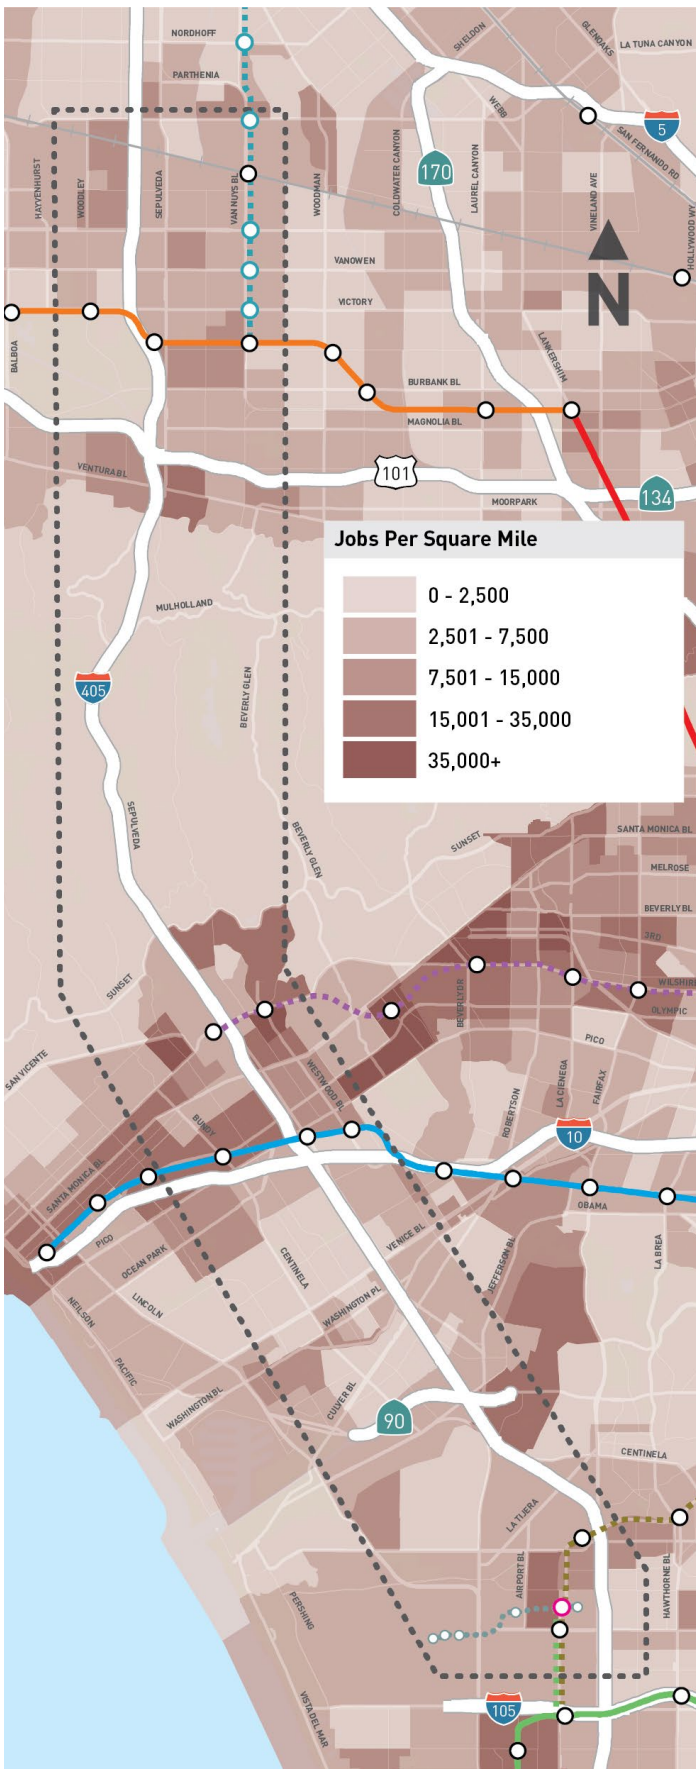 NORDHOFF
PARTHENIA
SHELDON
GLENOAKS
LA TUNA CANYON
WEBB
5
SAN FERNANDO RD
HAYVENHURST
WOODLEY
SEPULVEDA
VAN NUYS BL
WOODMAN
COLDWATER CANYON
170
LAUREL CANYON
VINELAND AVE
HOLLYWOOD WY
N
VANOWEN
VICTORY
BALBOA
LANKERSHIM
BURBANK BL
MAGNOLIA BL
VENTURA BL
101
MOORPARK
134
Jobs Per Square Mile
0 - 2,500
2,501 - 7,500
7,501 - 15,000
15,001 - 35,000
35,000+
MULHOLLAND
405
BEVERLY GLEN
SEPULVEDA
BEVERLY GLEN
SUNSET
SANTA MONICA BL
MELROSE
BEVERLY BL
3RD
WILSHIRE
OLYMPIC
SUNSET
BEVERLY DR
PICO
SAN VICENTE
WESTWOOD BL
LA CIENEGA
FAIRFAX
ROBERTSON
BUNDY
10
SANTA MONICA BL
OBAMA
PICO
OCEAN PARK
CENTINELA
VENICE BL
JEFFERSON BL
LA BREA
NEILSON
LINCOLN
WASHINGTON PL
PACIFIC
WASHINGTON BL
CULVER BL
90
CENTINELA
LA TIJERA
AIRPORT BL
HAWTHORNE BL
PERSHING
VISTA DEL MAR
105